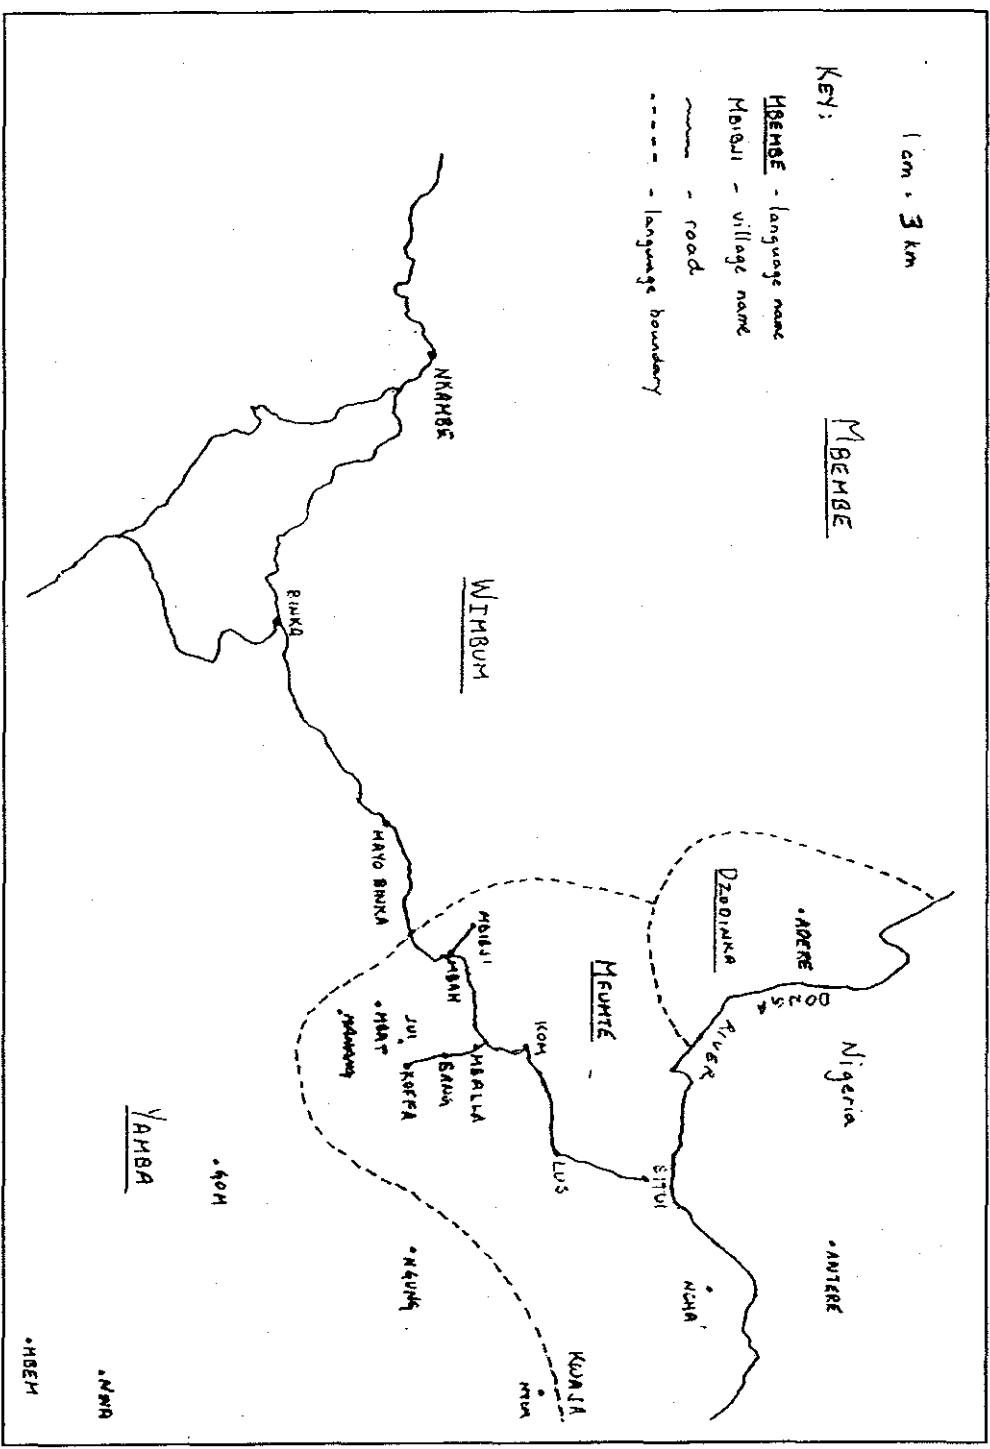 1 cm = 3 km
KEY:
MBEMBE - language name
MBIBJI - village name
- road
- language boundary
MBEMBE
WIMBUM
NKAMBE
BINKA
MAYO BINKA
DZODINKA
ADERE
DONGA
RIVER
Nigeria
ANTERE
MFUMTE
MBIBJI
MBAH
KOM
MBALLA
BANG
KOFFA
JUI
MBAT
MANANG
LUS
BITUI
NCHA'
KWAJA
NGUNG
GOM
YAMBA
NWA
MBEM